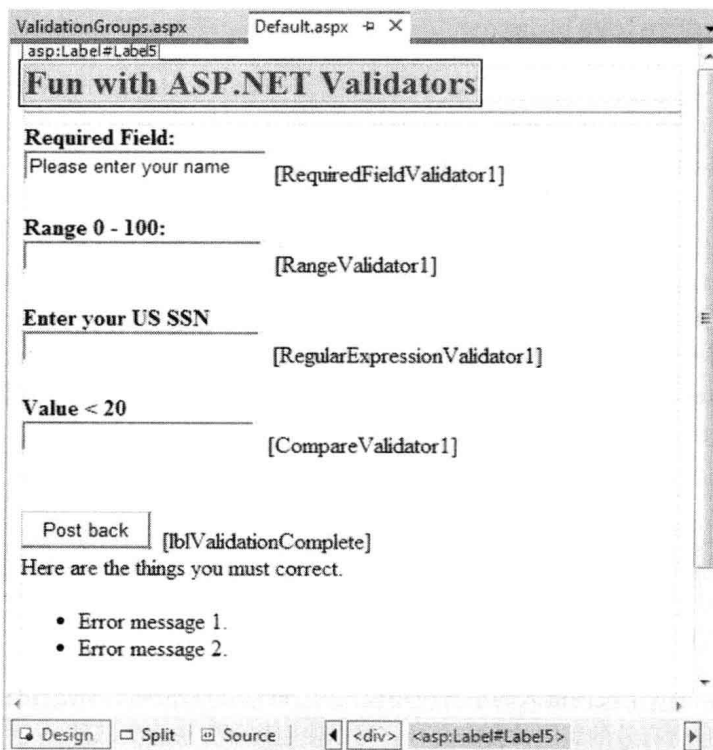 ValidationGroups.aspx Default.aspx
asp:Label#Label5
Fun with ASP.NET Validators
Required Field:
Please enter your name [RequiredFieldValidator1]
Range 0 - 100:
[RangeValidator1]
Enter your US SSN
[RegularExpressionValidator1]
Value < 20
[CompareValidator1]
Post back [lblValidationComplete]
Here are the things you must correct.
• Error message 1.
• Error message 2.
Design Split Source <div> <asp:Label#Label5>